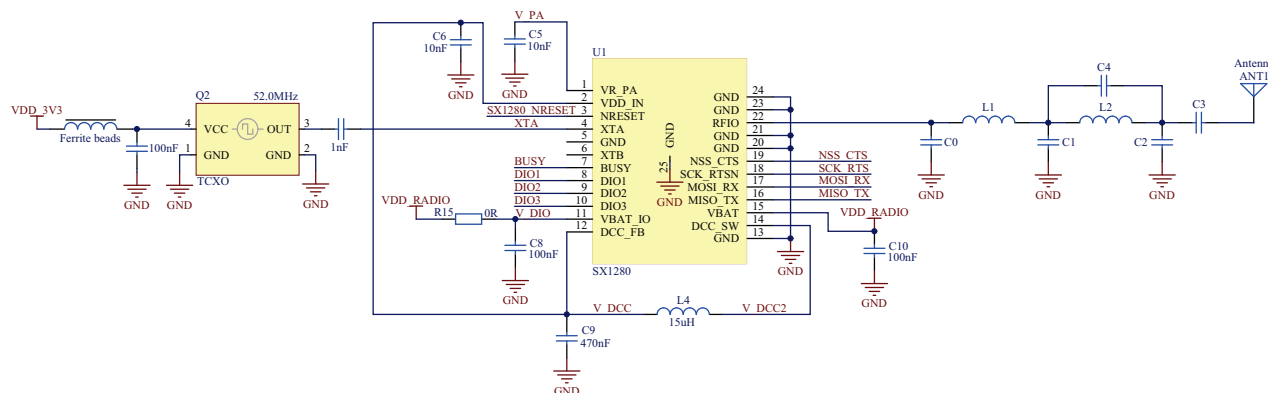 V_PA
C6
10nF
C5
10nF
GND
GND
U1
VDD_3V3
Ferrite beads
100nF
GND
Q2
52.0MHz
4
VCC
OUT
3
1
GND
GND
2
TCXO
GND
GND
1nF
SX1280_NRESET
XTA
BUSY
DIO1
DIO2
DIO3
VDD_RADIO
R15
0R
V_DIO
C8
100nF
GND
1
VR_PA
2
VDD_IN
3
NRESET
4
XTA
5
GND
6
XTB
7
BUSY
8
DIO1
9
DIO2
10
DIO3
11
VBAT_IO
12
DCC_FB
GND
25
GND
GND
24
GND
23
RFIO
22
GND
21
GND
20
NSS_CTS
19
SCK_RTSN
18
MOSI_RX
17
MISO_TX
16
VBAT
15
DCC_SW
14
GND
13
SX1280
NSS_CTS
SCK_RTS
MOSI_RX
MISO_TX
VDD_RADIO
C10
100nF
GND
GND
V_DCC
L4
15uH
V_DCC2
C9
470nF
GND
C0
GND
L1
C1
GND
C4
L2
C2
GND
C3
Antenn
ANT1